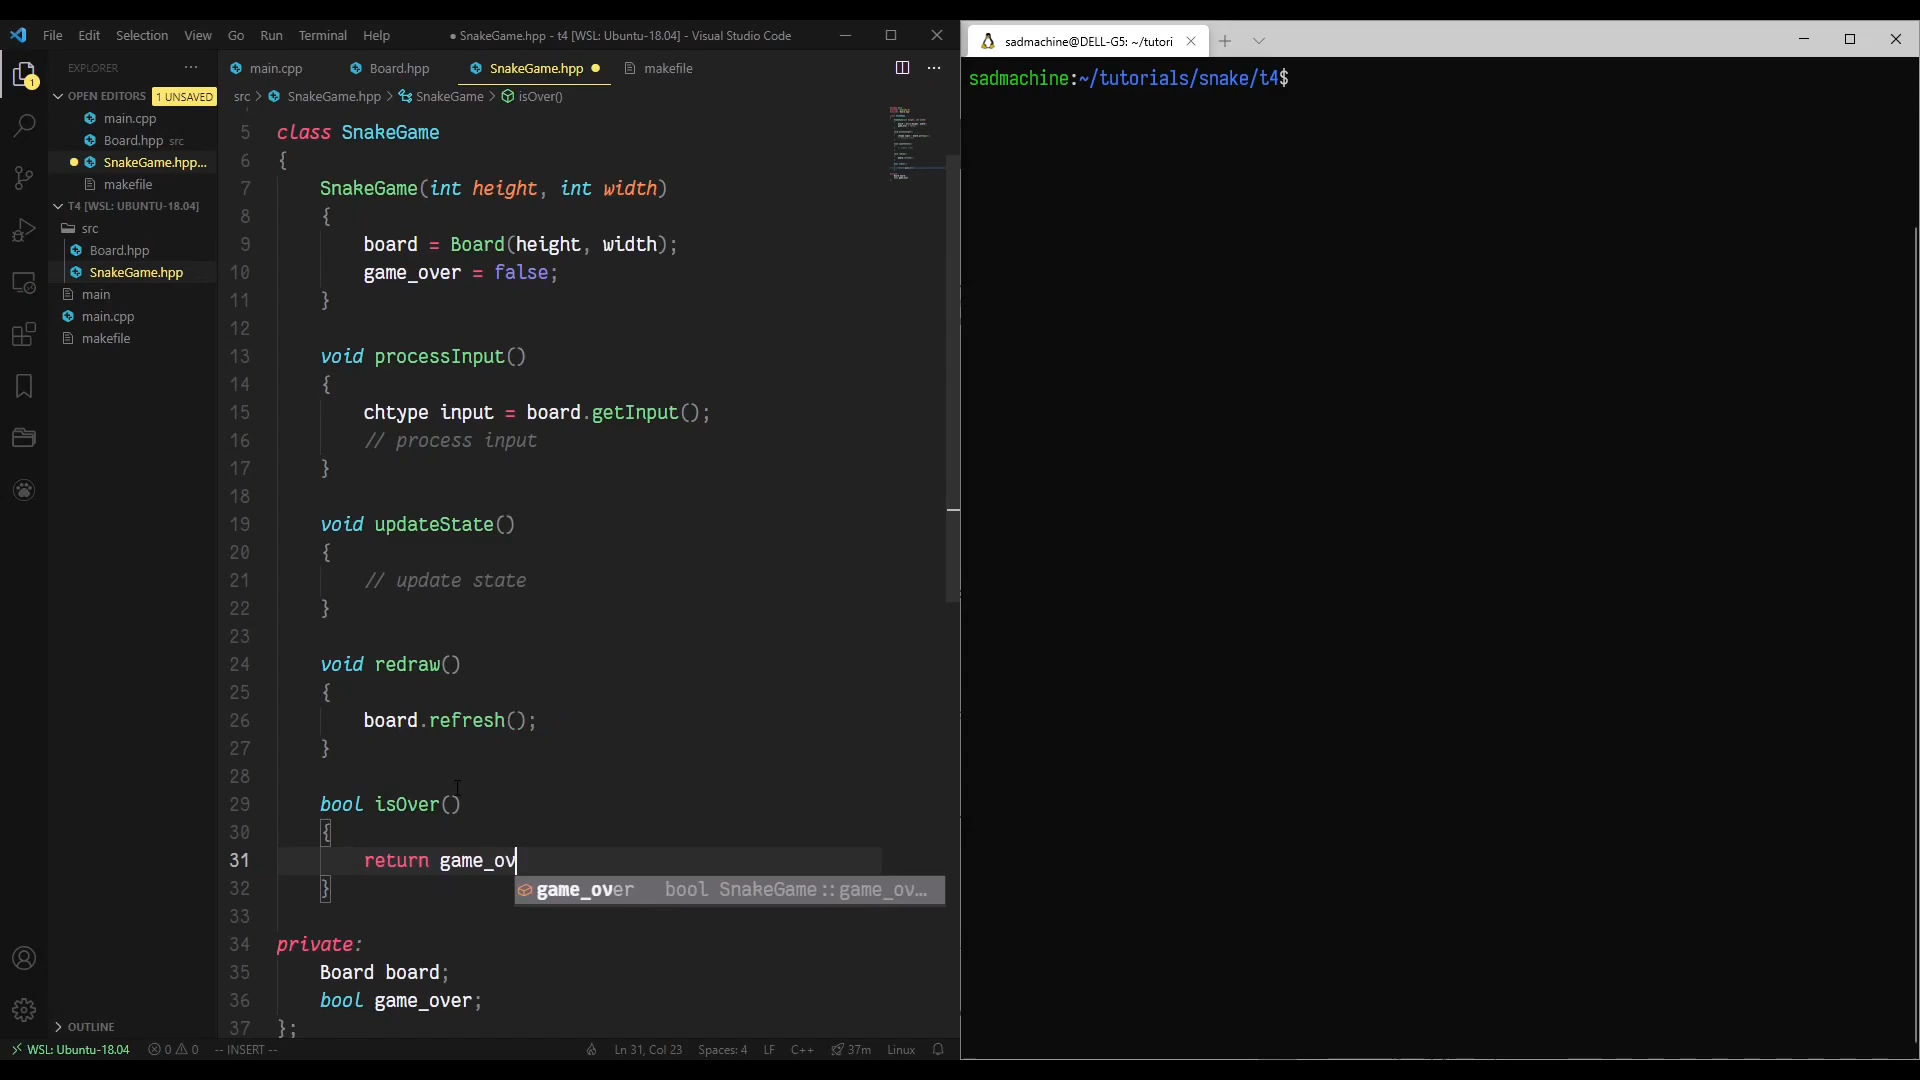 File Edit Selection View Go Run Terminal Help
● SnakeGame.hpp - t4 [WSL: Ubuntu-18.04] - Visual Studio Code
EXPLORER ···
OPEN EDITORS 1 UNSAVED
main.cpp
Board.hpp src
SnakeGame.hpp...
makefile
T4 [WSL: UBUNTU-18.04]
src
Board.hpp
SnakeGame.hpp
main
main.cpp
makefile
OUTLINE
1
main.cpp Board.hpp SnakeGame.hpp ● makefile
src > SnakeGame.hpp > SnakeGame > isOver()
5 class SnakeGame
6 {
7 SnakeGame(int height, int width)
8 {
9 board = Board(height, width);
10 game_over = false;
11 }
12
13 void processInput()
14 {
15 chtype input = board.getInput();
16 // process input
17 }
18
19 void updateState()
20 {
21 // update state
22 }
23
24 void redraw()
25 {
26 board.refresh();
27 }
28
29 bool isOver()
30 {
31 return game_ov
game_over bool SnakeGame::game_ov...
32 }
33
34 private:
35 Board board;
36 bool game_over;
37 };
WSL: Ubuntu-18.04 0 0 -- INSERT -- Ln 31, Col 23 Spaces: 4 LF C++ 37m Linux
sadmachine@DELL-G5: ~/tutori
sadmachine:~/tutorials/snake/t4$